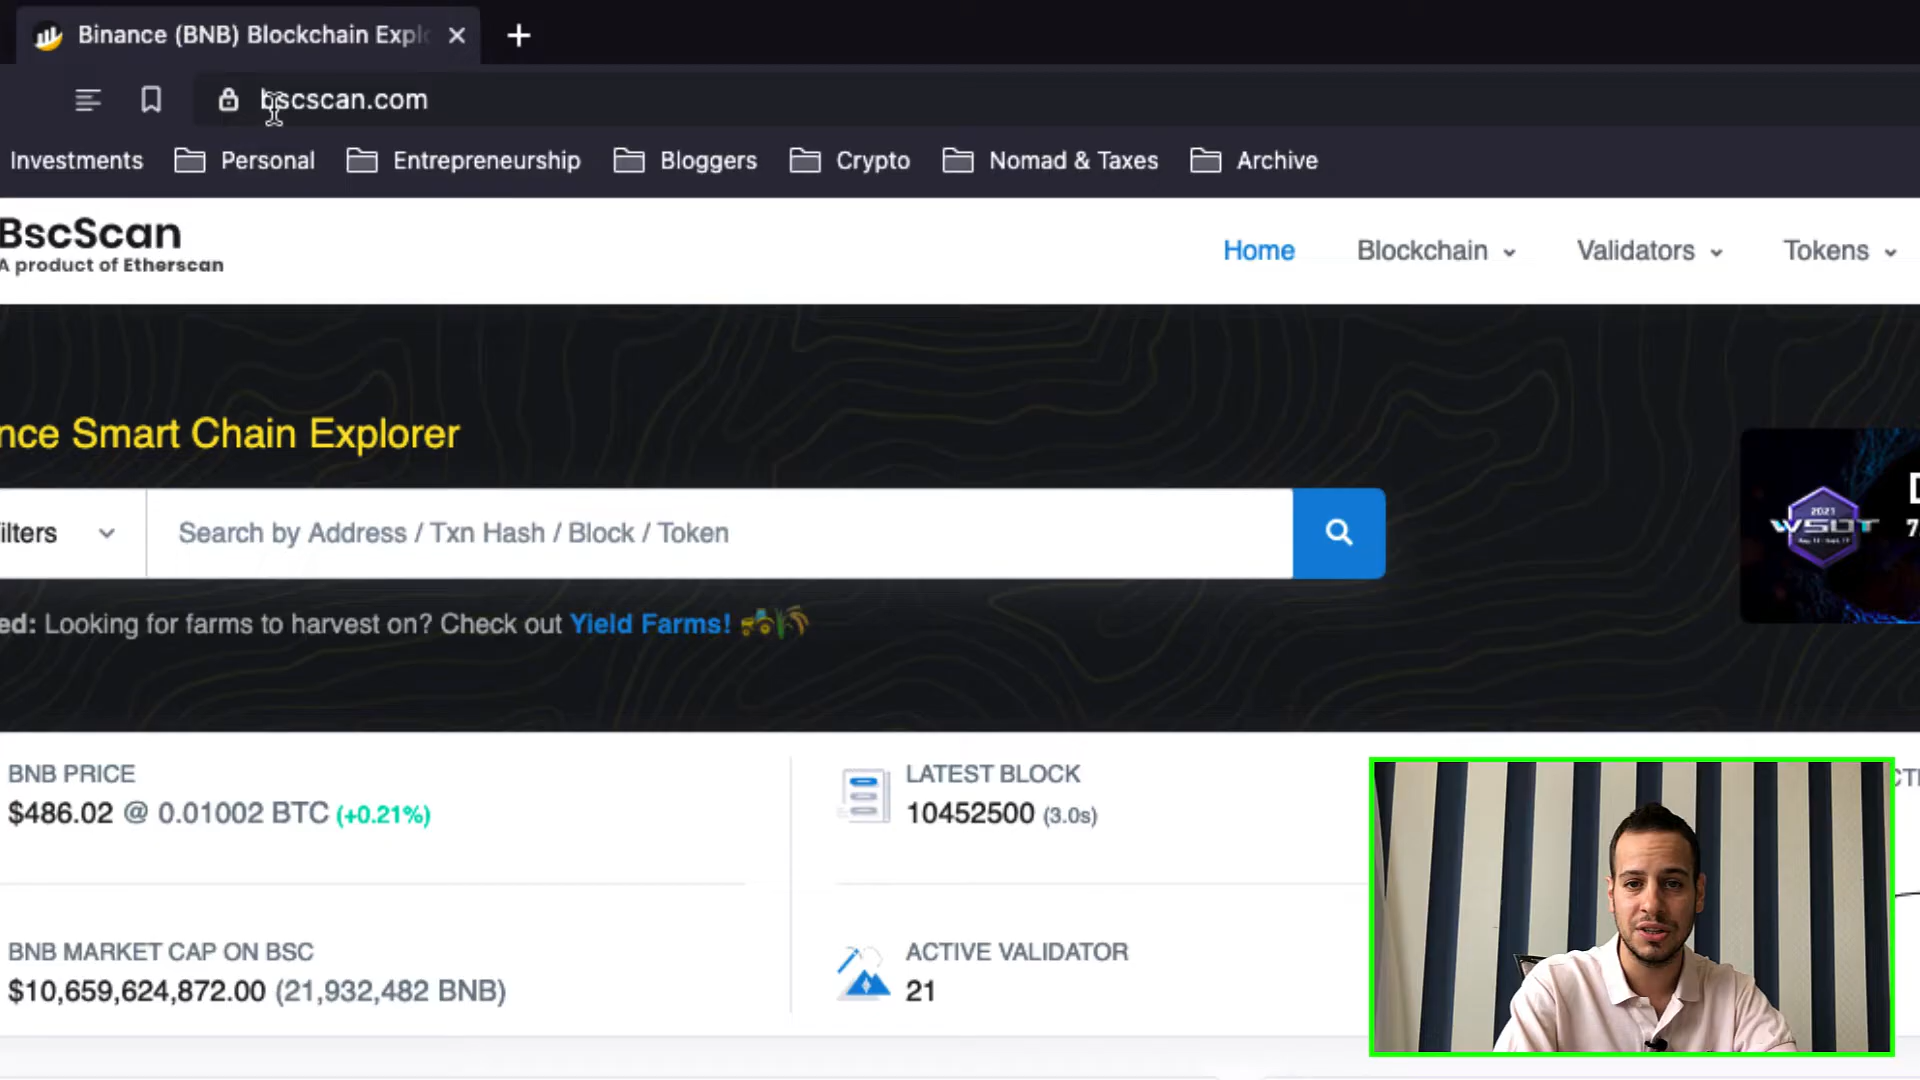 Binance (BNB) Blockchain Expl
bscscan.com
Investments Personal Entrepreneurship Bloggers Crypto Nomad & Taxes Archive
BscScan
A product of Etherscan
Home Blockchain Validators Tokens
nce Smart Chain Explorer
ilters Search by Address / Txn Hash / Block / Token
2021
WSOT
ed: Looking for farms to harvest on? Check out Yield Farms!
BNB PRICE
$486.02 @ 0.01002 BTC (+0.21%)
LATEST BLOCK
10452500 (3.0s)
BNB MARKET CAP ON BSC
$10,659,624,872.00 (21,932,482 BNB)
ACTIVE VALIDATOR
21